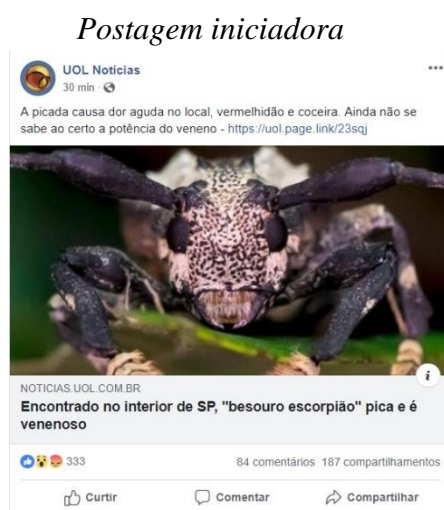 Postagem iniciadora
UOL Noticias
30 min ·
A picada causa dor aguda no local, vermelhidão e coceira. Ainda não se
sabe ao certo a potência do veneno - https://uol.page.link/23sqj
i
NOTICIAS.UOL.COM.BR
Encontrado no interior de SP, "besouro escorpião" pica e é
venenoso
333
84 comentários 187 compartilhamentos
Curtir Comentar Compartilhar